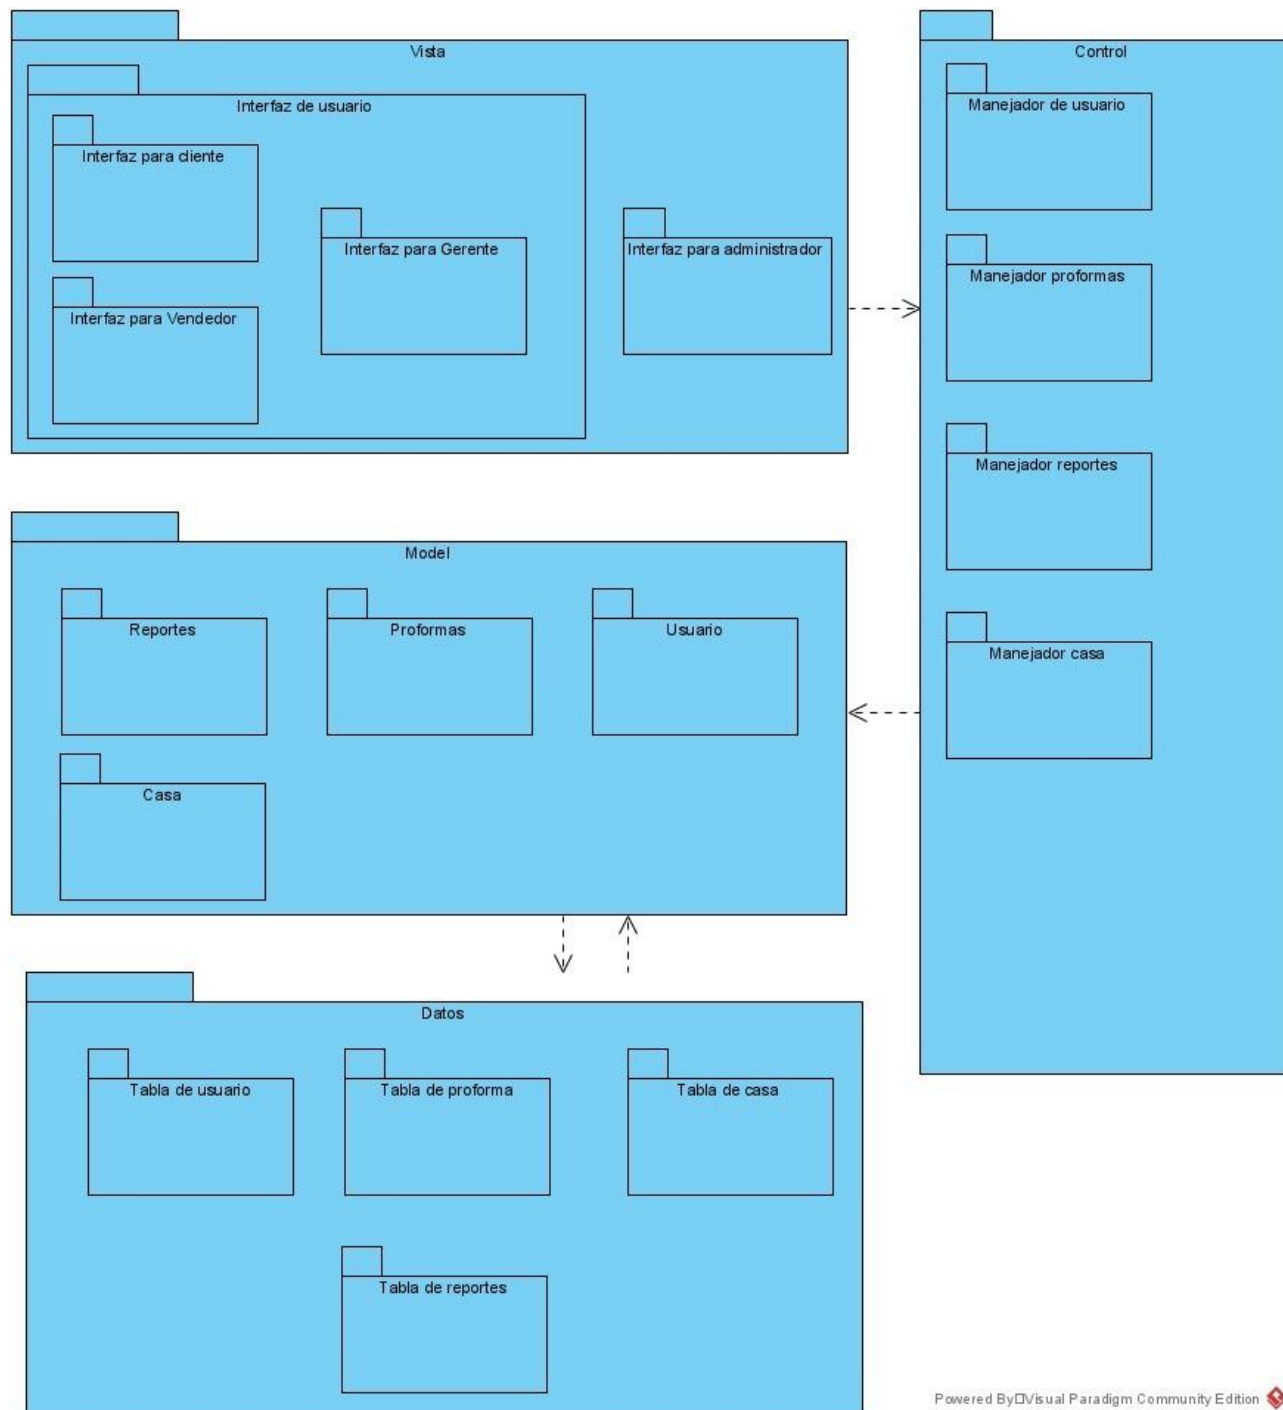 Vista
Interfaz de usuario
Interfaz para cliente
Interfaz para Gerente
Interfaz para administrador
Interfaz para Vendedor
Control
Manejador de usuario
Manejador proformas
Manejador reportes
Manejador casa
Model
Reportes
Proformas
Usuario
Casa
Datos
Tabla de usuario
Tabla de proforma
Tabla de casa
Tabla de reportes
Powered By□Visual Paradigm Community Edition